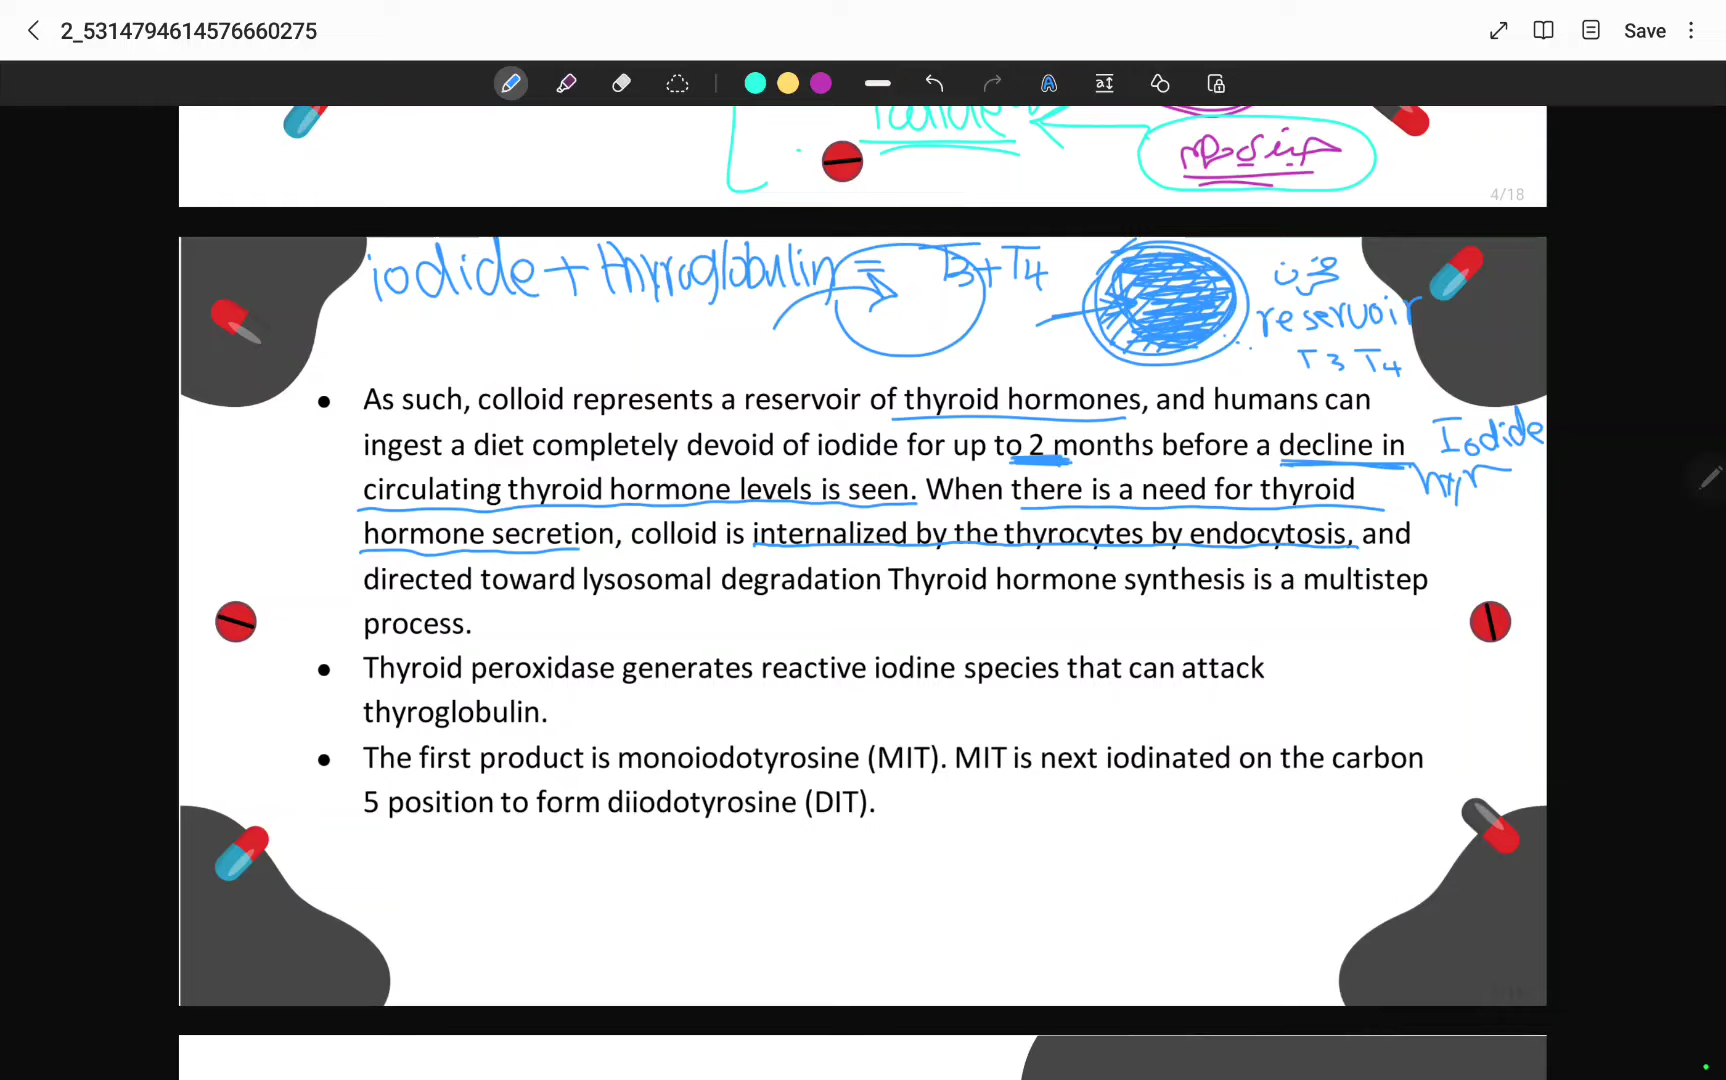 2_5314794614576660275
Save
iodide
4/18
iodide + thyroglobulin = T3+T4
خزن
reservoir
T3 T4
• As such, colloid represents a reservoir of thyroid hormones, and humans can
ingest a diet completely devoid of iodide for up to 2 months before a decline in
Iodide
circulating thyroid hormone levels is seen. When there is a need for thyroid
hormone secretion, colloid is internalized by the thyrocytes by endocytosis, and
directed toward lysosomal degradation Thyroid hormone synthesis is a multistep
process.
• Thyroid peroxidase generates reactive iodine species that can attack
thyroglobulin.
• The first product is monoiodotyrosine (MIT). MIT is next iodinated on the carbon
5 position to form diiodotyrosine (DIT).